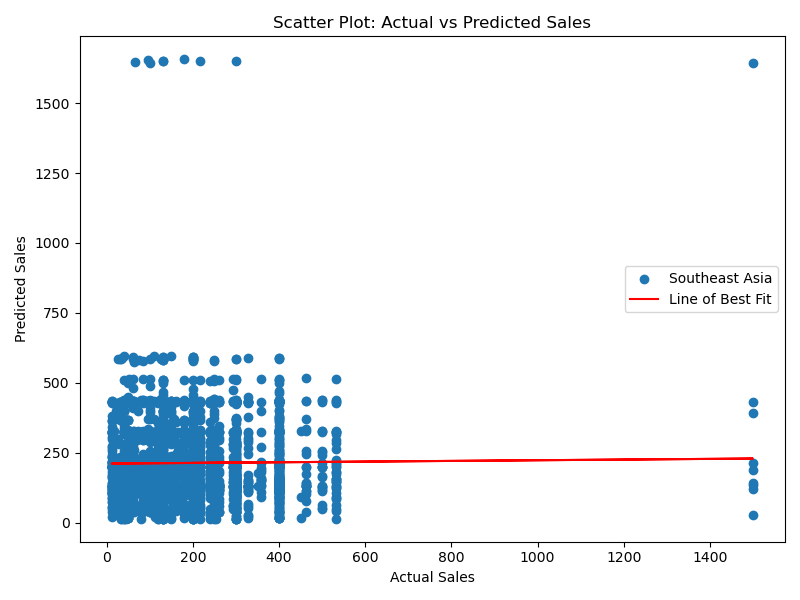 Scatter Plot: Actual vs Predicted Sales
1500
1250
1000
750
500
250
0
Predicted Sales
Southeast Asia
Line of Best Fit
0 200 400 600 800 1000 1200 1400
Actual Sales